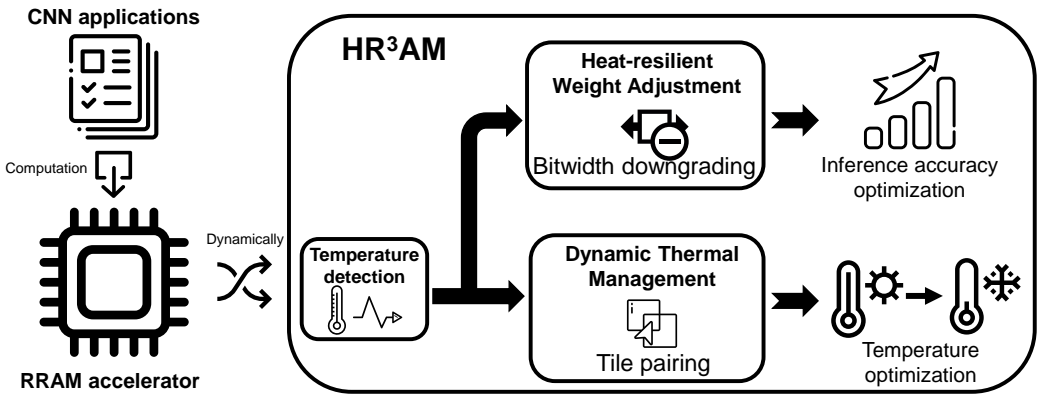 CNN applications
Computation
RRAM accelerator
Dynamically
HR³AM
Temperature
detection
Heat-resilient
Weight Adjustment
Bitwidth downgrading
Inference accuracy
optimization
Dynamic Thermal
Management
Tile pairing
Temperature
optimization